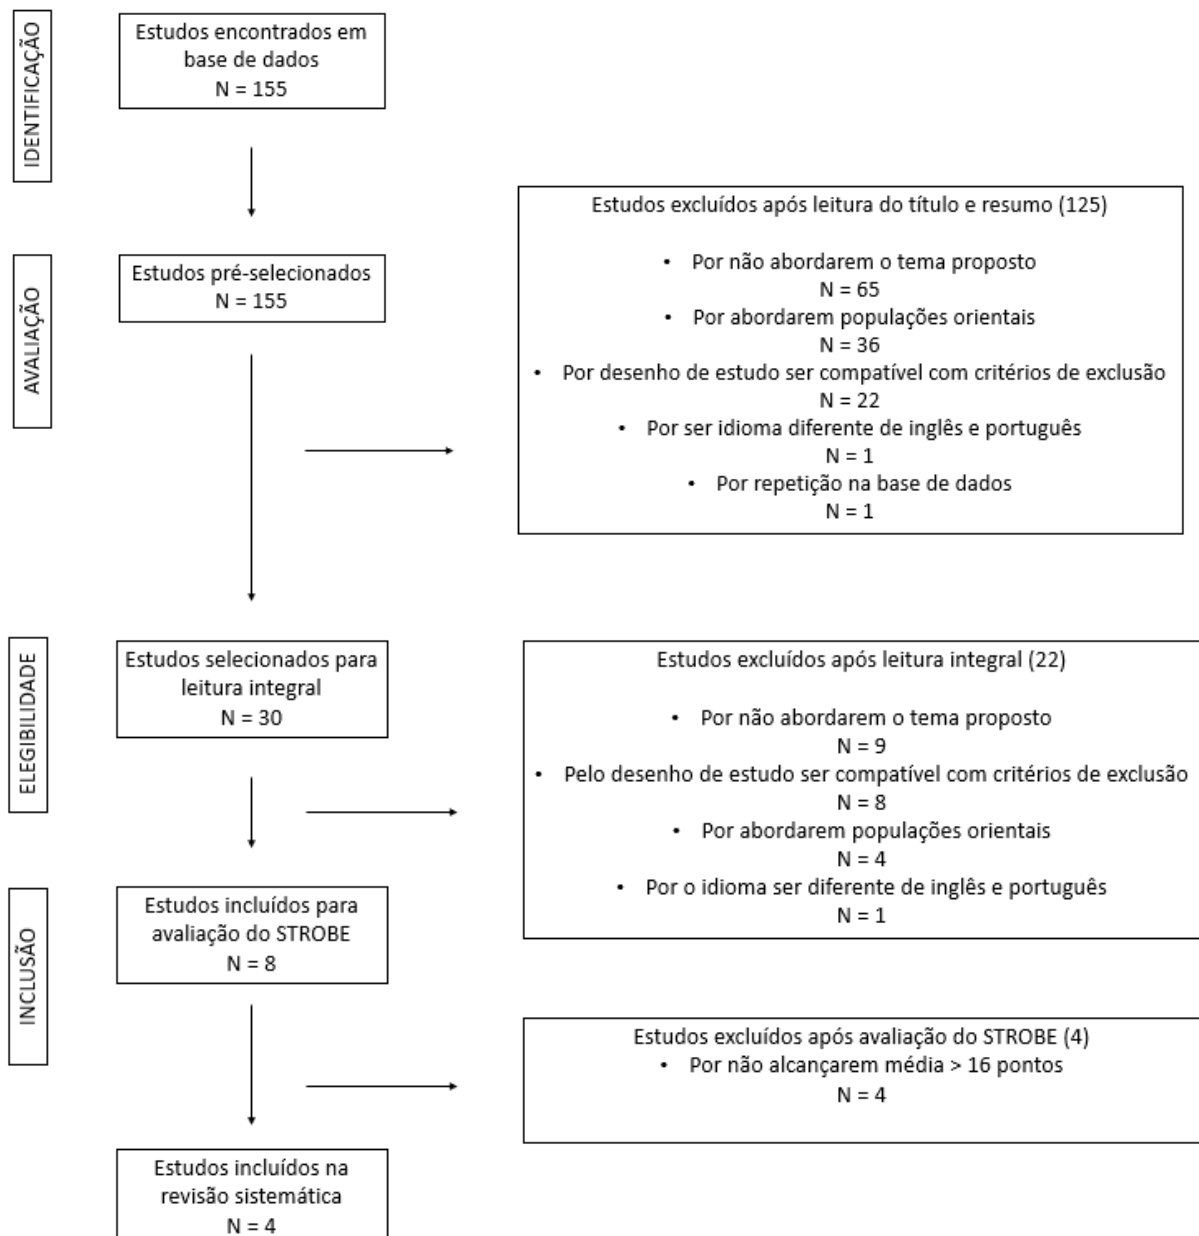 IDENTIFICAÇÃO
Estudos encontrados em
base de dados
N = 155
AVALIAÇÃO
Estudos pré-selecionados
N = 155
Estudos excluídos após leitura do título e resumo (125)
• Por não abordarem o tema proposto
N = 65
• Por abordarem populações orientais
N = 36
• Por desenho de estudo ser compatível com critérios de exclusão
N = 22
• Por ser idioma diferente de inglês e português
N = 1
• Por repetição na base de dados
N = 1
ELEGIBILIDADE
Estudos selecionados para
leitura integral
N = 30
Estudos excluídos após leitura integral (22)
• Por não abordarem o tema proposto
N = 9
• Pelo desenho de estudo ser compatível com critérios de exclusão
N = 8
• Por abordarem populações orientais
N = 4
• Por o idioma ser diferente de inglês e português
N = 1
INCLUSÃO
Estudos incluídos para
avaliação do STROBE
N = 8
Estudos excluídos após avaliação do STROBE (4)
• Por não alcançarem média > 16 pontos
N = 4
Estudos incluídos na
revisão sistemática
N = 4